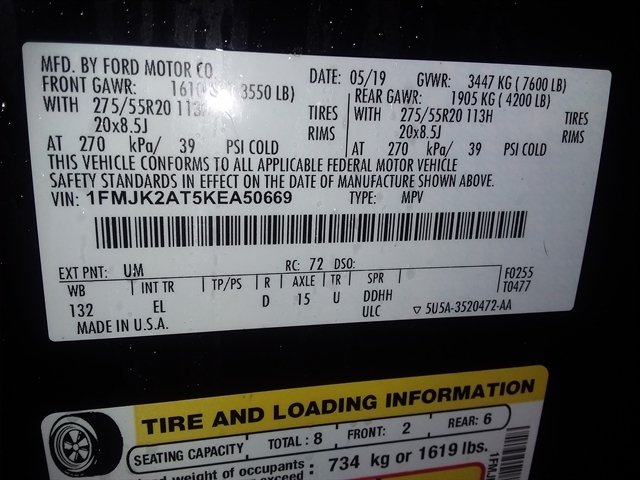 MFD. BY FORD MOTOR CO. DATE: 05/19 GVWR: 3447 KG ( 7600 LB)
FRONT GAWR: 3550 LB) REAR GAWR: 1905 KG ( 4200 LB)
WITH 275/55R20 TIRES WITH 275/55R20 113H TIRES
20x8.5J RIMS 20x8.5J RIMS
AT 270 kPa/ 39 PSI COLD AT 270 kPa/ 39 PSI COLD
THIS VEHICLE CONFORMS TO ALL APPLICABLE FEDERAL MOTOR VEHICLE
SAFETY STANDARDS IN EFFECT ON THE DATE OF MANUFACTURE SHOWN ABOVE.
VIN: 1FMJK2AT5KEA50669 TYPE: MPV
EXT PNT: UM RC: 72 DSO: F0255
WB INT TR TP/PS R AXLE TR SPR T0477
132 EL D 15 U DDHH
ULC ▽ 5U5A-3520472-AA
MADE IN U.S.A.
TIRE AND LOADING INFORMATION
SEATING CAPACITY TOTAL : 8 FRONT: 2 REAR: 6
weight of occupants : 734 kg or 1619 lbs.